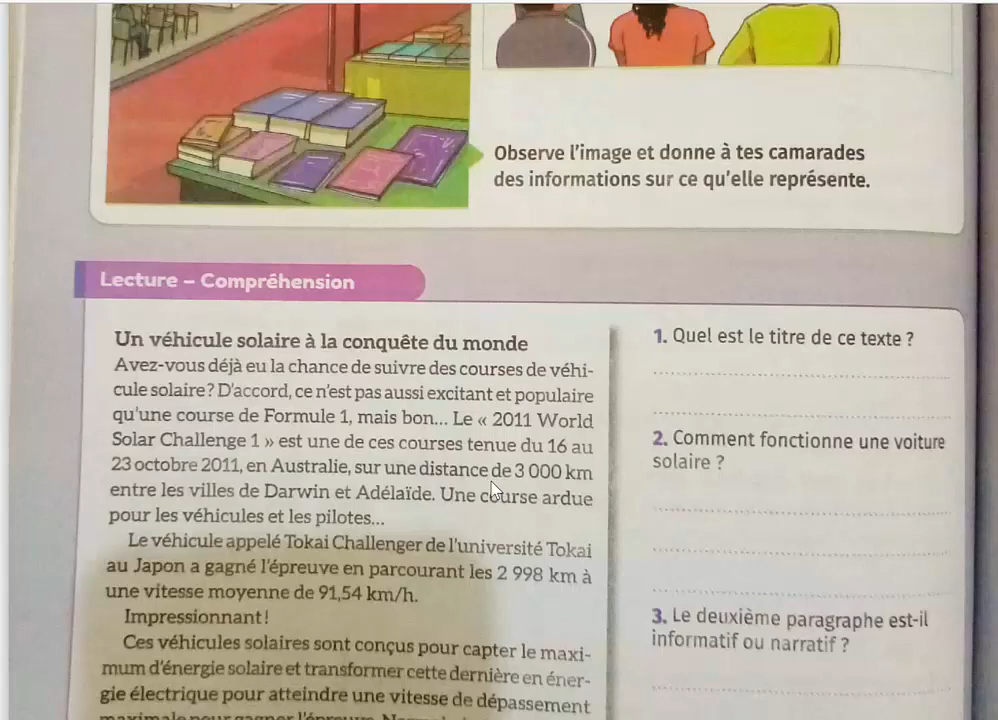 Observe l'image et donne à tes camarades
des informations sur ce qu'elle représente.
Lecture – Compréhension
Un véhicule solaire à la conquête du monde
Avez-vous déjà eu la chance de suivre des courses de véhi-
cule solaire? D'accord, ce n'est pas aussi excitant et populaire
qu'une course de Formule 1, mais bon... Le « 2011 World
Solar Challenge 1 » est une de ces courses tenue du 16 au
23 octobre 2011, en Australie, sur une distance de 3 000 km
entre les villes de Darwin et Adélaïde. Une course ardue
pour les véhicules et les pilotes...
Le véhicule appelé Tokai Challenger de l'université Tokai
au Japon a gagné l'épreuve en parcourant les 2 998 km à
une vitesse moyenne de 91,54 km/h.
Impressionnant!
Ces véhicules solaires sont conçus pour capter le maxi-
mum d'énergie solaire et transformer cette dernière en éner-
gie électrique pour atteindre une vitesse de dépassement
maximale pour gagner l'épreuve.
1. Quel est le titre de ce texte ?
2. Comment fonctionne une voiture
solaire ?
3. Le deuxième paragraphe est-il
informatif ou narratif ?